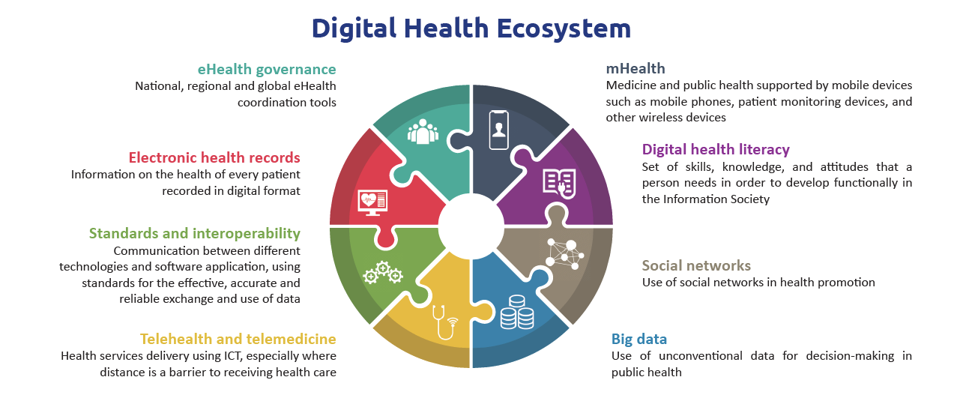 Digital Health Ecosystem
eHealth governance
National, regional and global eHealth
coordination tools
Electronic health records
Information on the health of every patient
recorded in digital format
Standards and interoperability
Communication between different
technologies and software application, using
standards for the effective, accurate and
reliable exchange and use of data
Telehealth and telemedicine
Health services delivery using ICT, especially where
distance is a barrier to receiving health care
mHealth
Medicine and public health supported by mobile devices
such as mobile phones, patient monitoring devices, and
other wireless devices
Digital health literacy
Set of skills, knowledge, and attitudes that a
person needs in order to develop functionally in
the Information Society
Social networks
Use of social networks in health promotion
Big data
Use of unconventional data for decision-making in
public health